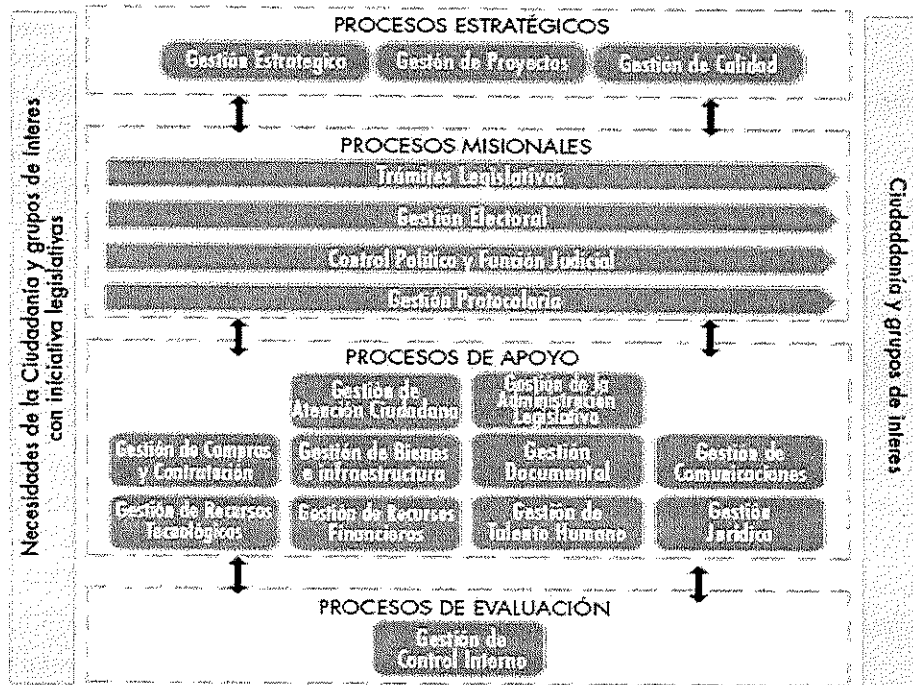 Necesidades de la Ciudadanía y grupos de interes
con iniciativa legislativas
PROCESOS ESTRATÉGICOS
Gestión Estrategica
Gestión de Proyectos
Gestión de Calidad
PROCESOS MISIONALES
Trámites Legislativos
Gestión Electoral
Control Político y Función Judicial
Gestión Protocolaria
PROCESOS DE APOYO
Gestión de
Atención Ciudadana
Gestión de la
Administración
Legislativa
Gestión de Compras
y Contratación
Gestión de Bienes
e Infraestructura
Gestión
Documental
Gestión de
Comunicaciones
Gestión de Recursos
Tecnológicos
Gestión de Recursos
Financieros
Gestión de
Talento Humano
Gestión
Jurídica
PROCESOS DE EVALUACIÓN
Gestión de
Control Interno
Ciudaddanía y grupos de interes